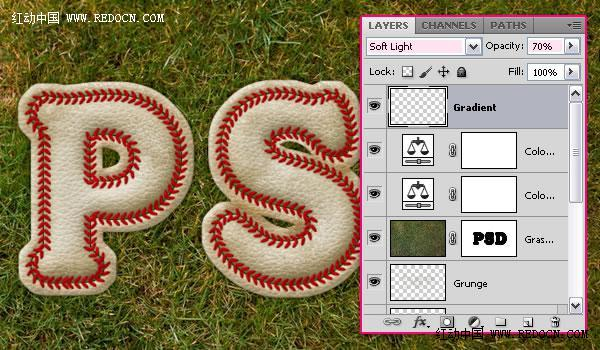 红动中国 WWW.REDOCN.COM
PS
LAYERS CHANNELS PATHS
Soft Light Opacity: 70%
Lock: Fill: 100%
Gradient
Colo...
Colo...
PSD Gras...
Grunge
fx
红动中国 WWW.REDOCN.COM